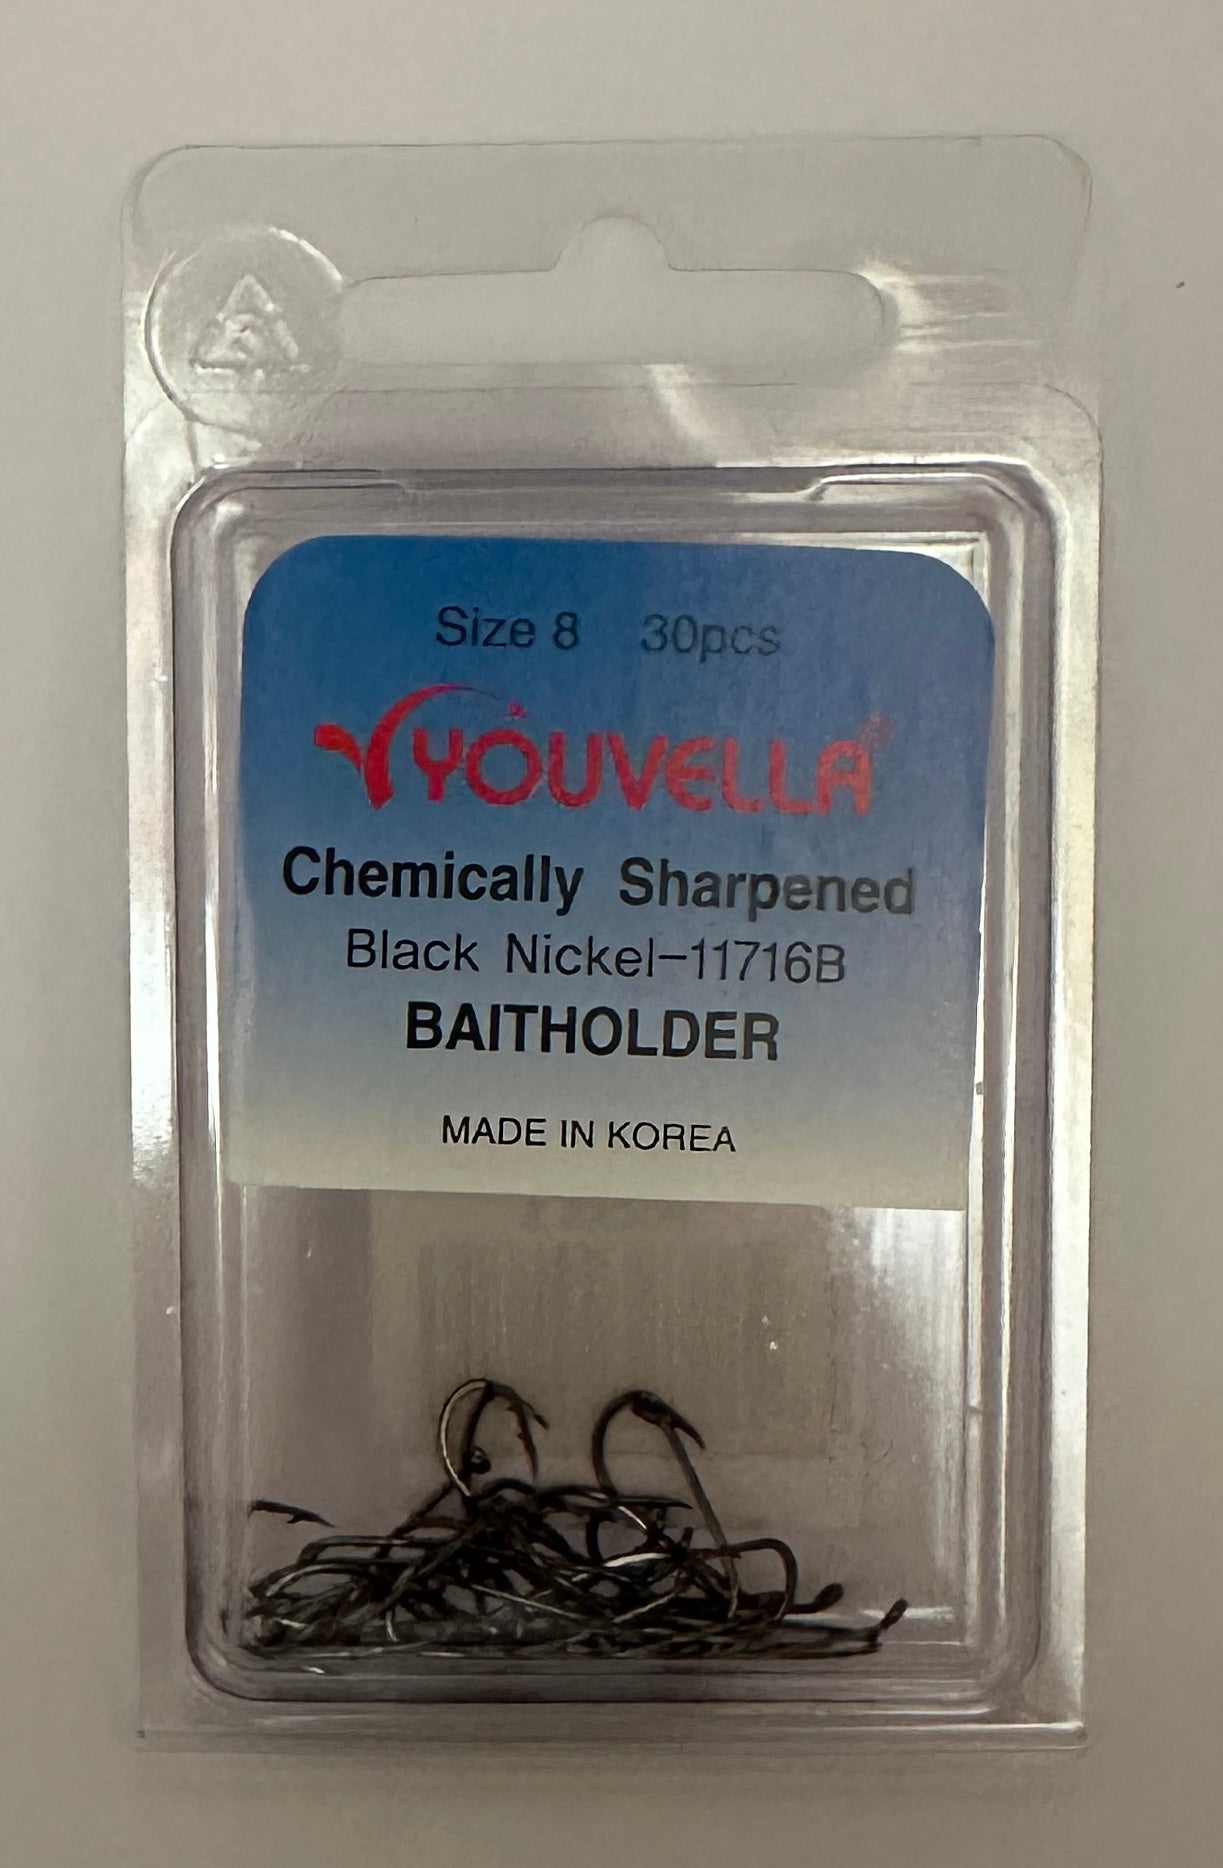 Size 8 30pcs
YOUVELLA®
Chemically Sharpened
Black Nickel-11716B
BAITHOLDER
MADE IN KOREA